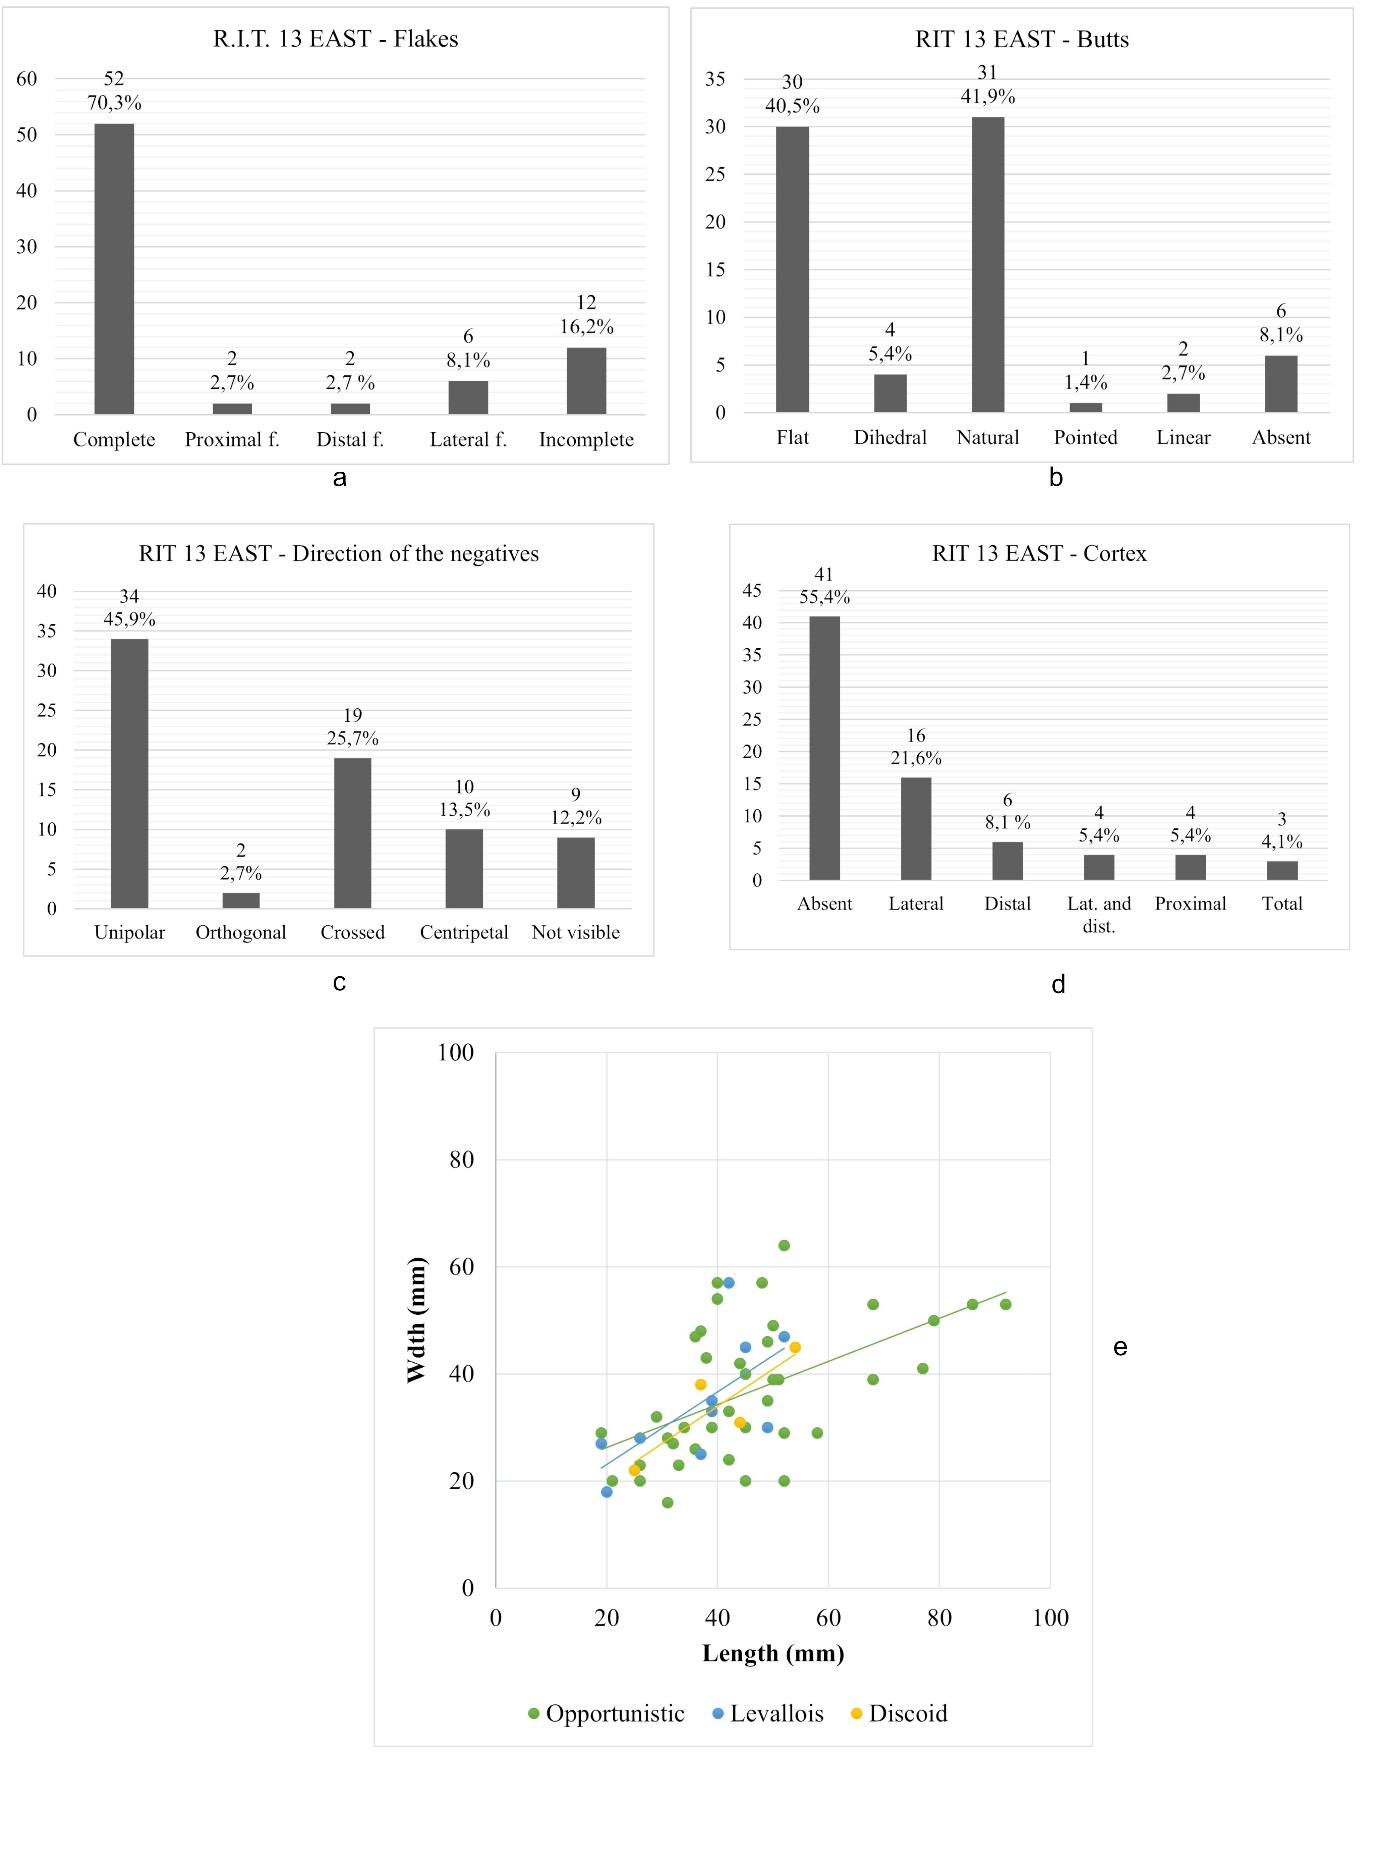 R.I.T. 13 EAST - Flakes
60
50
40
30
20
10
0
52
70,3%
2
2,7%
2
2,7 %
6
8,1%
12
16,2%
Complete
Proximal f.
Distal f.
Lateral f.
Incomplete
a
RIT 13 EAST - Butts
35
30
25
20
15
10
5
0
30
40,5%
4
5,4%
31
41,9%
1
1,4%
2
2,7%
6
8,1%
Flat
Dihedral
Natural
Pointed
Linear
Absent
b
RIT 13 EAST - Direction of the negatives
40
35
30
25
20
15
10
5
0
34
45,9%
2
2,7%
19
25,7%
10
13,5%
9
12,2%
Unipolar
Orthogonal
Crossed
Centripetal
Not visible
c
RIT 13 EAST - Cortex
45
40
35
30
25
20
15
10
5
0
41
55,4%
16
21,6%
6
8,1 %
4
5,4%
4
5,4%
3
4,1%
Absent
Lateral
Distal
Lat. and
dist.
Proximal
Total
d
100
80
60
40
20
0
Wdth (mm)
0
20
40
60
80
100
Length (mm)
Opportunistic
Levallois
Discoid
e